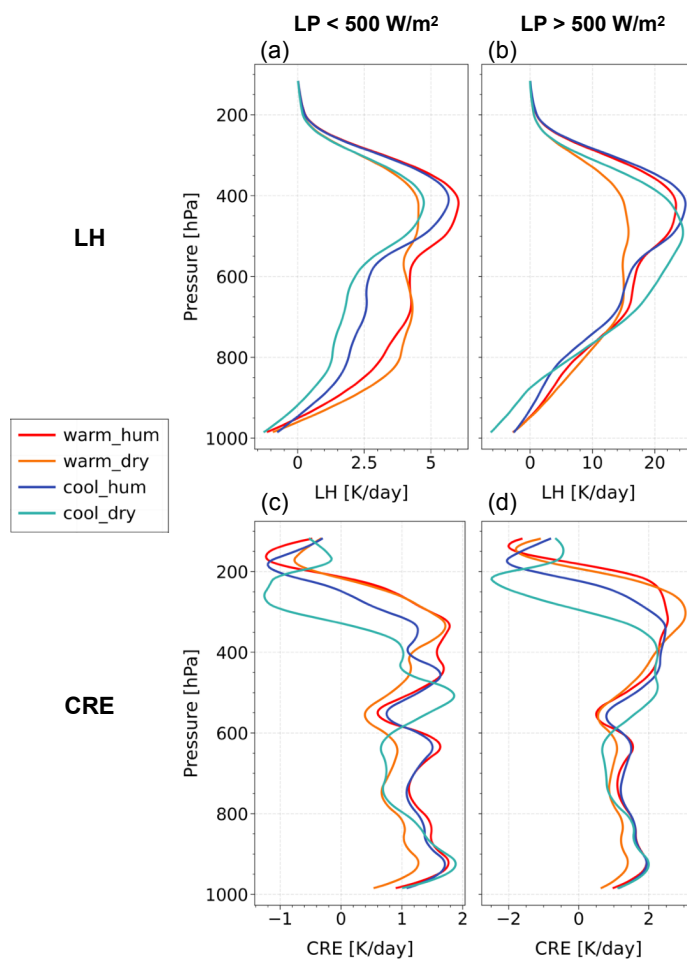 LP < 500 W/m²
LP > 500 W/m²
(a)
(b)
200
400
600
800
1000
Pressure [hPa]
0
2.5
5
LH [K/day]
0
10
20
LH [K/day]
LH
warm_hum
warm_dry
cool_hum
cool_dry
(c)
(d)
200
400
600
800
1000
Pressure [hPa]
−1
0
1
2
CRE [K/day]
−2
0
2
CRE [K/day]
CRE